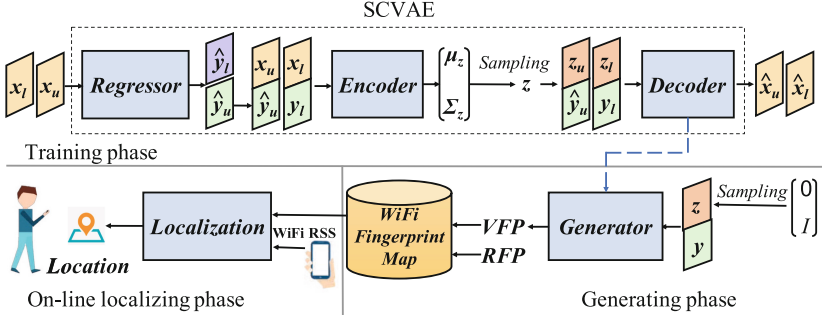 SCVAE
x_l x_u Regressor ŷ_l ŷ_u x_u x_l ŷ_u y_l Encoder μ_z Σ_z Sampling z z_u z_l ŷ_u y_l Decoder x̂_u x̂_l
Training phase
Localization
WiFi RSS
Location
On-line localizing phase
WiFi
Fingerprint
Map
VFP
RFP
Generator
z
y
Sampling
0
I
Generating phase